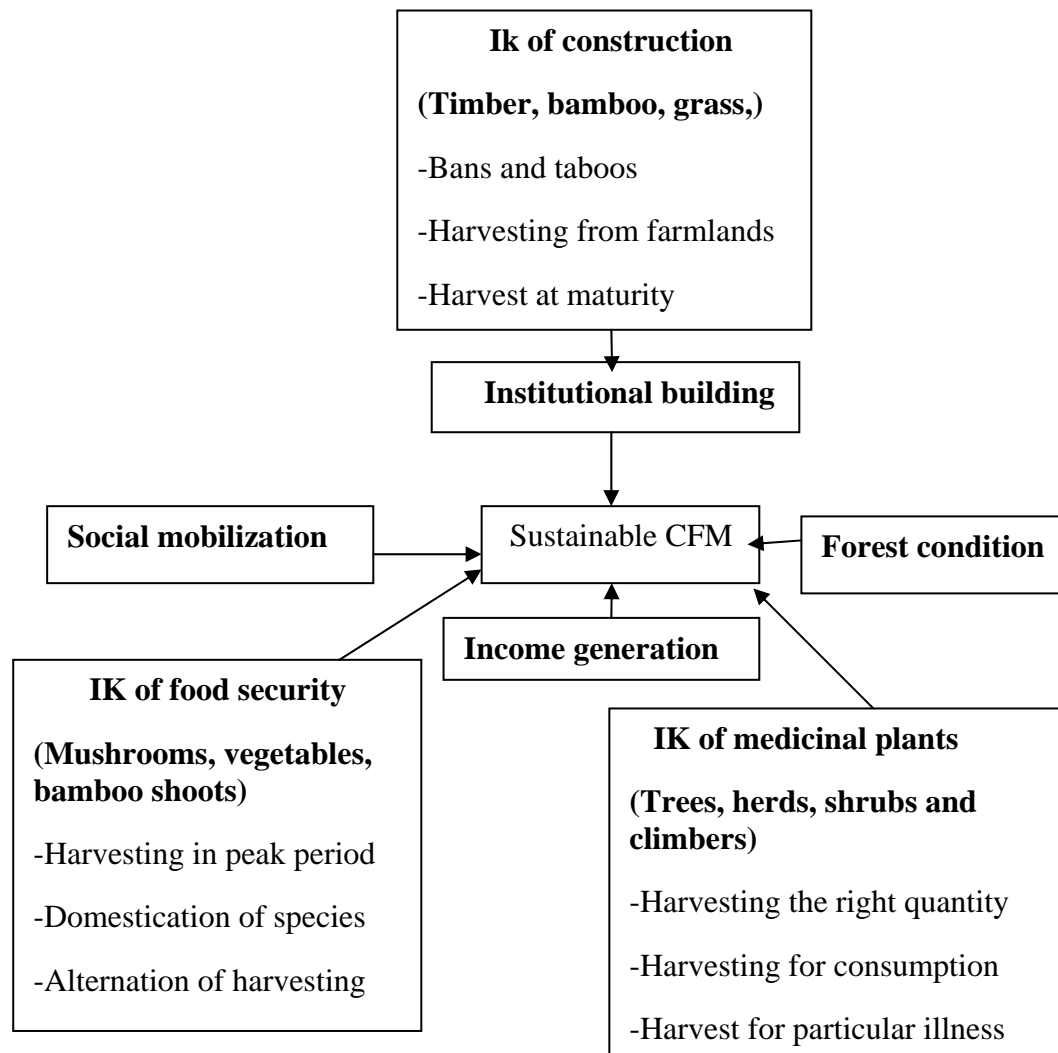 Ik of construction
(Timber, bamboo, grass,)
-Bans and taboos
-Harvesting from farmlands
-Harvest at maturity
Institutional building
Social mobilization
Sustainable CFM
Forest condition
Income generation
IK of food security
(Mushrooms, vegetables,
bamboo shoots)
-Harvesting in peak period
-Domestication of species
-Alternation of harvesting
IK of medicinal plants
(Trees, herds, shrubs and
climbers)
-Harvesting the right quantity
-Harvesting for consumption
-Harvest for particular illness